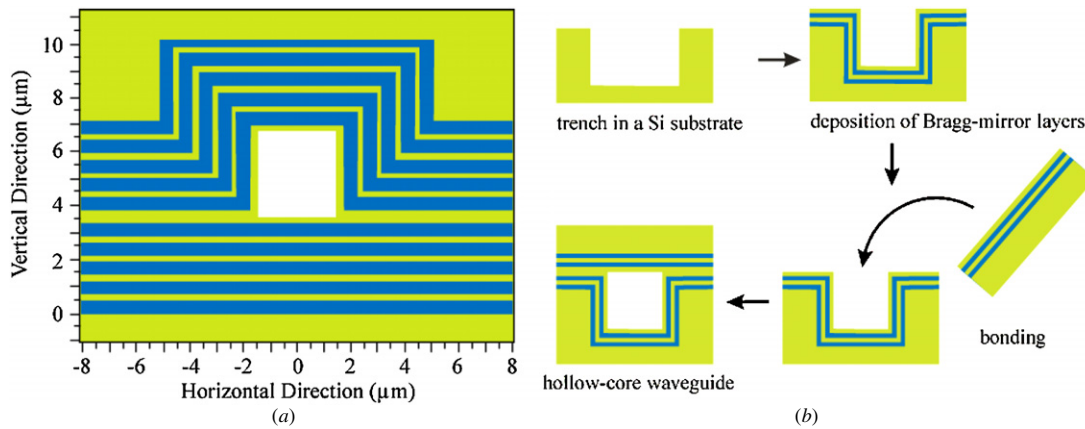 Vertical Direction (µm)
10
8
6
4
2
0
-8 -6 -4 -2 0 2 4 6 8
Horizontal Direction (µm)
(a)
trench in a Si substrate
deposition of Bragg-mirror layers
bonding
hollow-core waveguide
(b)